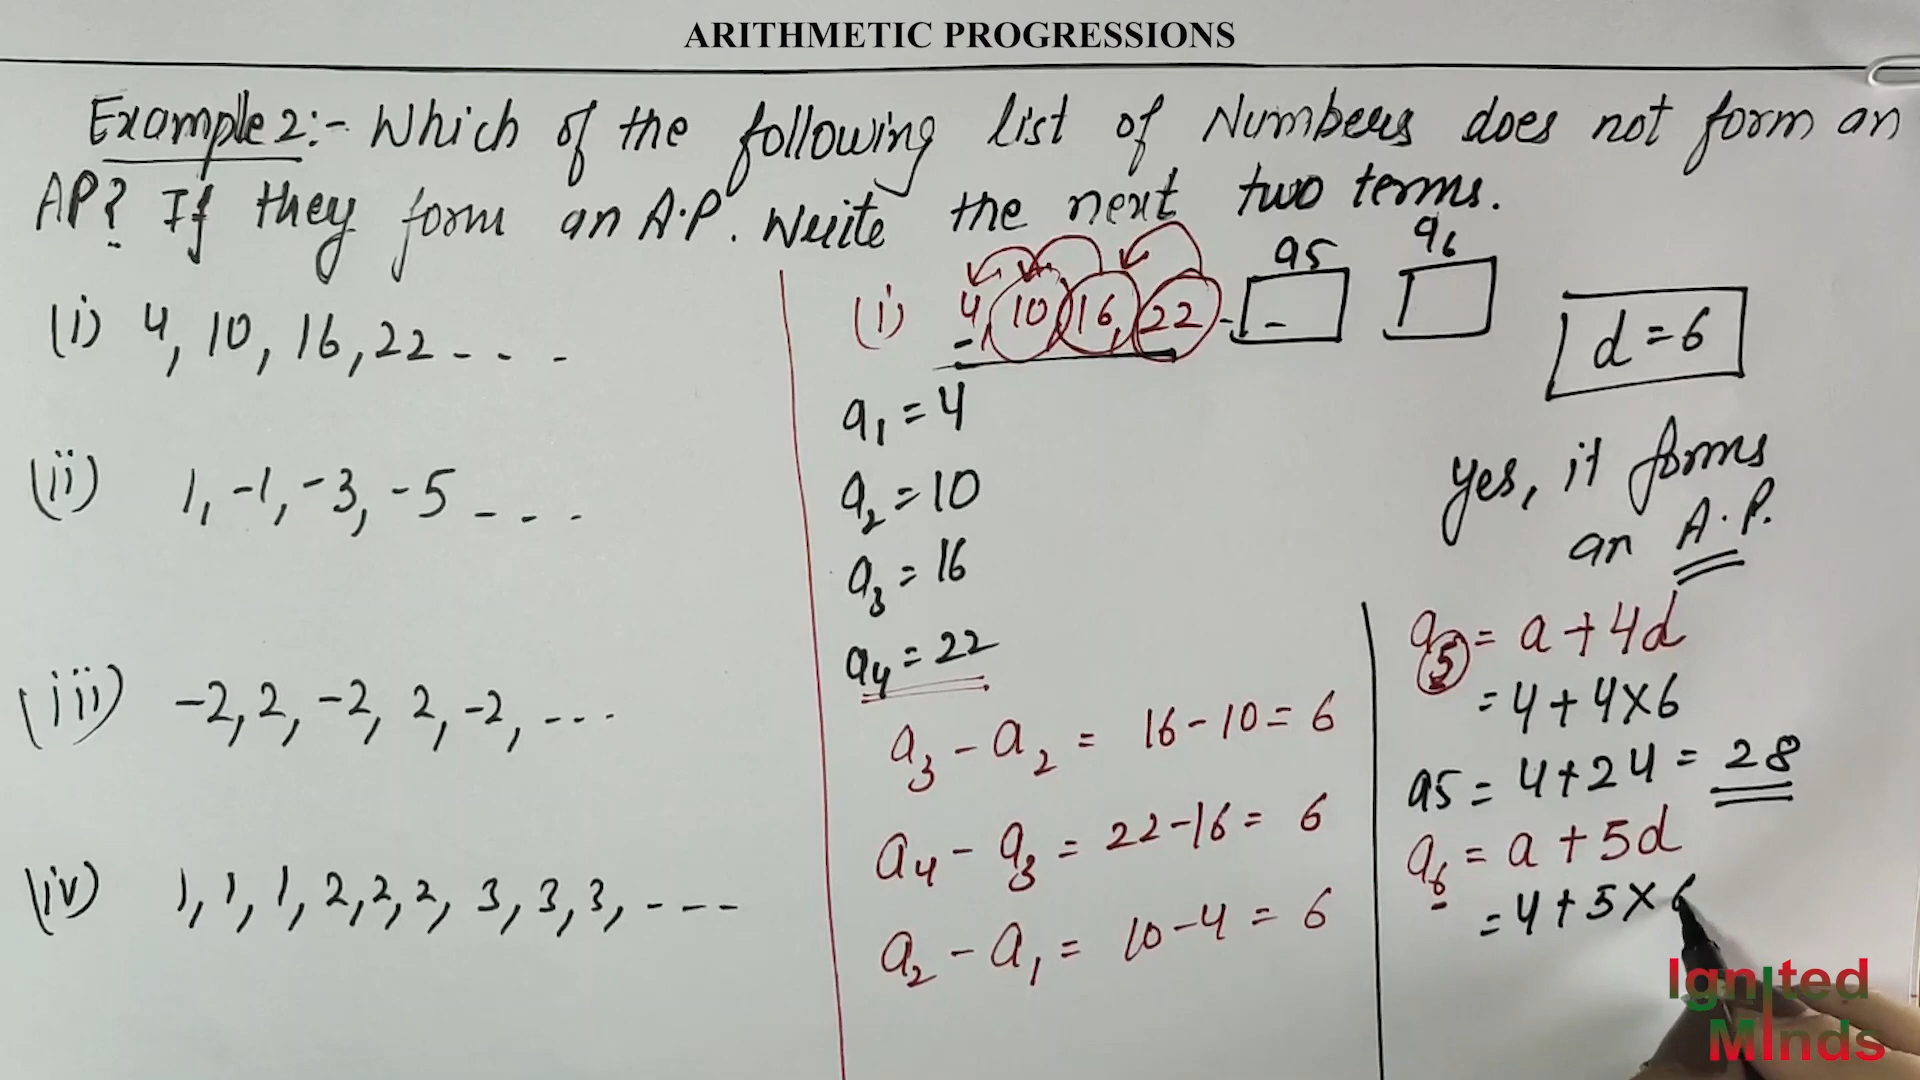 ARITHMETIC PROGRESSIONS
Example 2:- Which of the following list of Numbers does not form an
AP? If they form an A.P. Write the next two terms.
(i) 4, 10, 16, 22 - - -
(ii) 1, -1, -3, -5 - - -
(iii) -2, 2, -2, 2, -2, - - -
(iv) 1, 1, 1, 2, 2, 2, 3, 3, 3, - - -
a5 a6
(i) 4, 10, 16, 22 - - -
a1 = 4
a2 = 10
a3 = 16
a4 = 22
a3 - a2 = 16 - 10 = 6
a4 - a3 = 22 - 16 = 6
a2 - a1 = 10 - 4 = 6
d = 6
yes, it forms
an A.P.
a5 = a + 4d
= 4 + 4 × 6
a5 = 4 + 24 = 28
a6 = a + 5d
= 4 + 5 × 6
Ignited
Minds